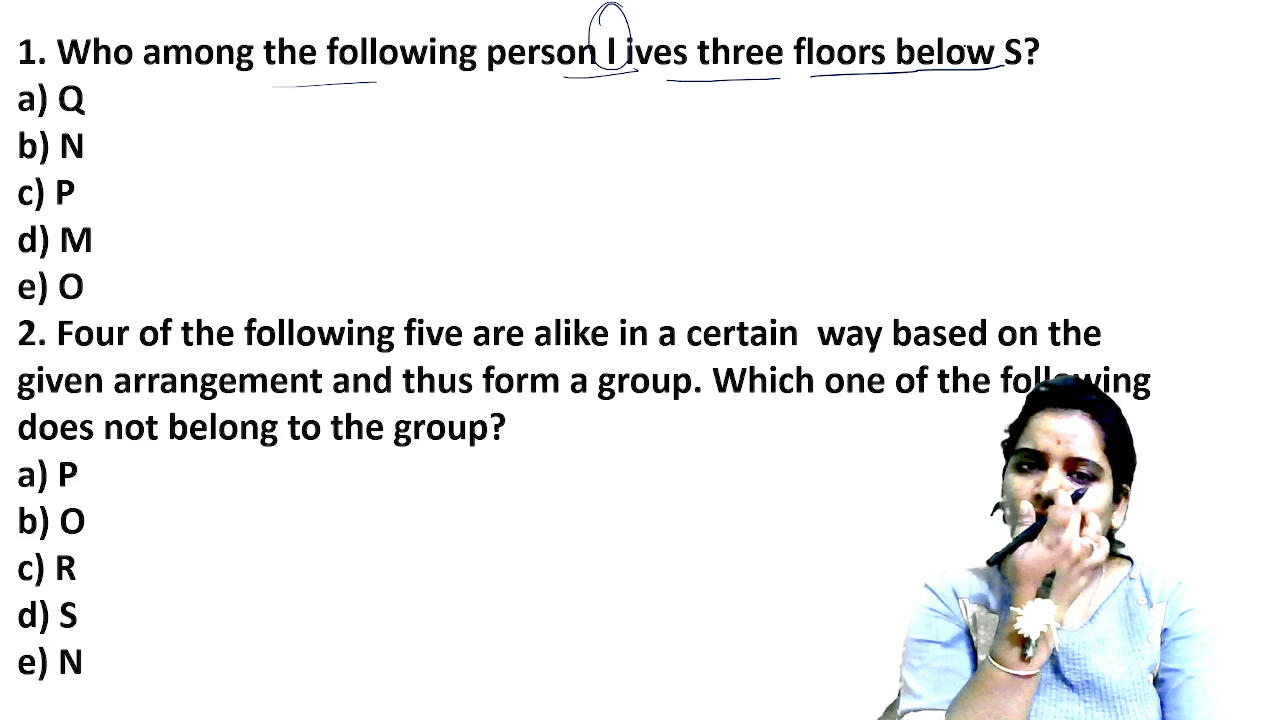 1. Who among the following person l ives three floors below S?
a) Q
b) N
c) P
d) M
e) O
2. Four of the following five are alike in a certain  way based on the
given arrangement and thus form a group. Which one of the following
does not belong to the group?
a) P
b) O
c) R
d) S
e) N